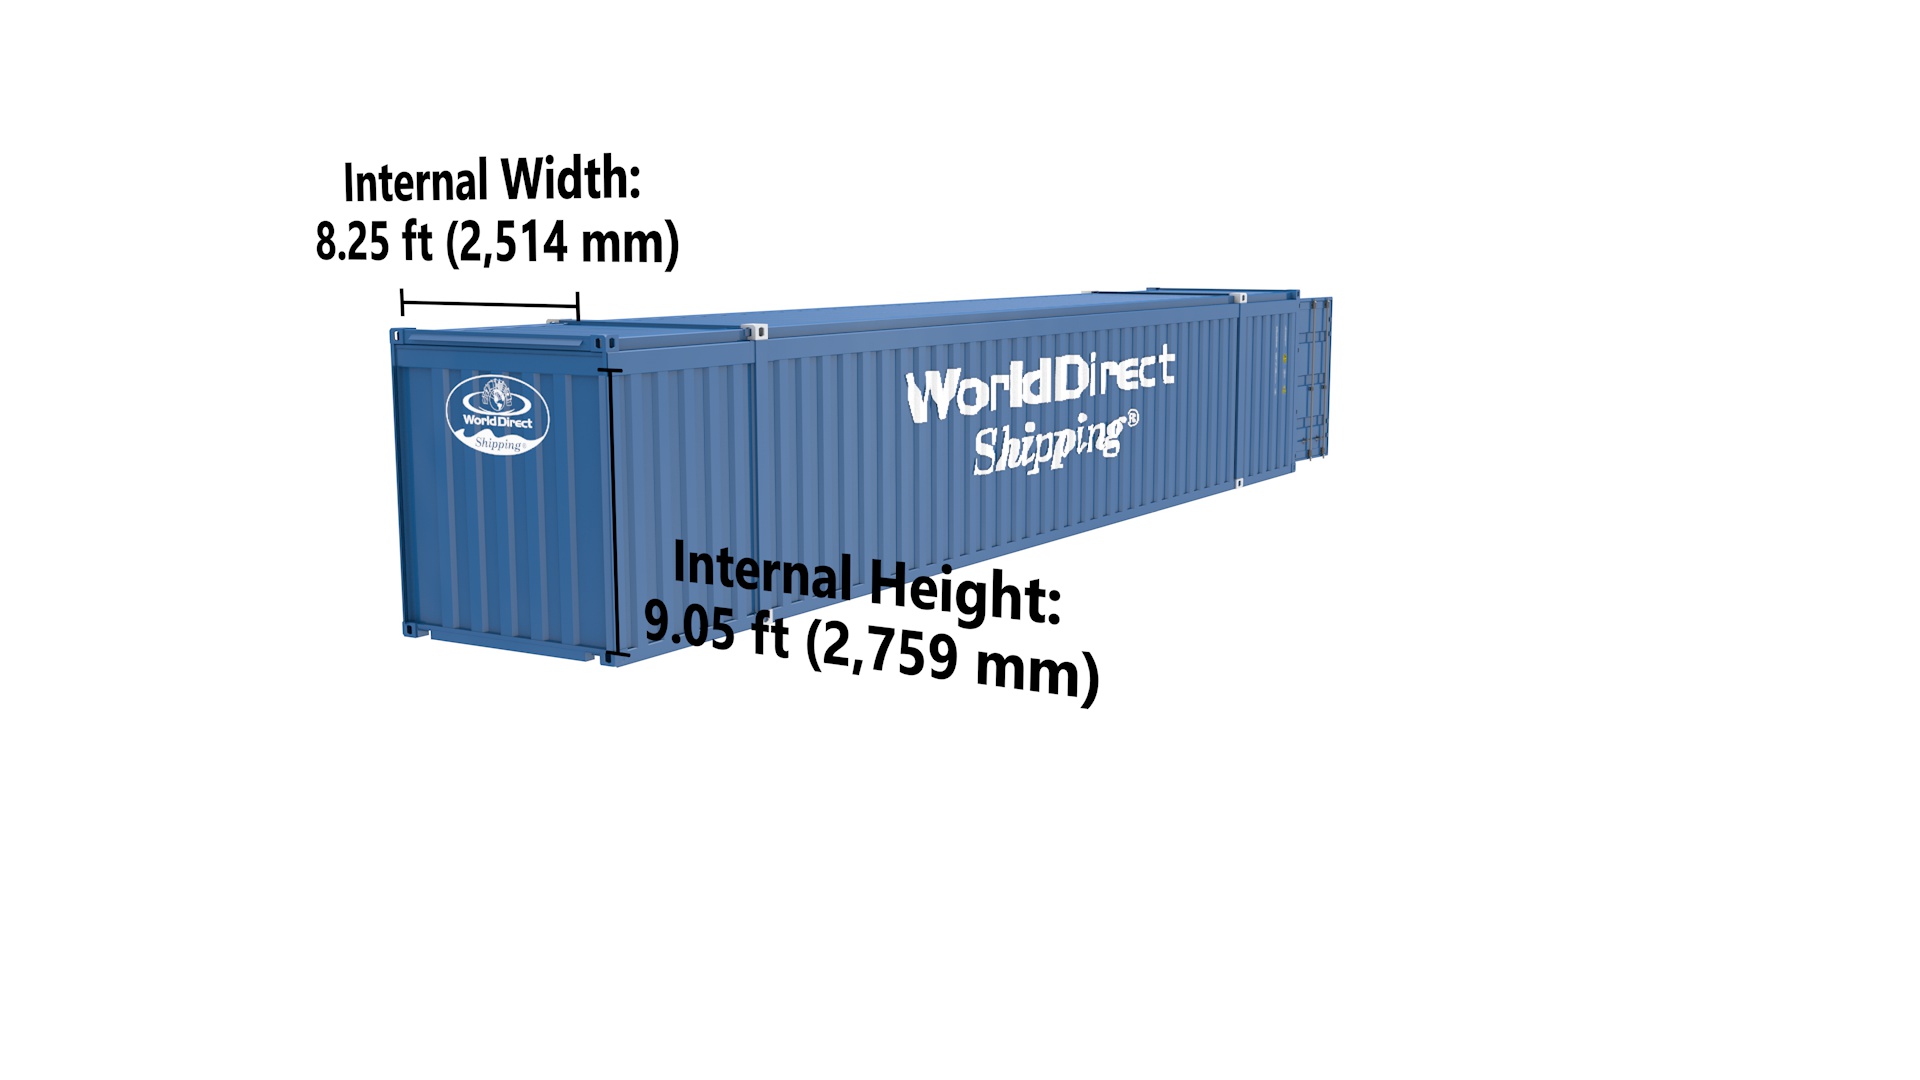 Internal Width:
8.25 ft (2,514 mm)
WorldDirect
Shipping®
WorldDirect
Shipping®
Internal Height:
9.05 ft (2,759 mm)